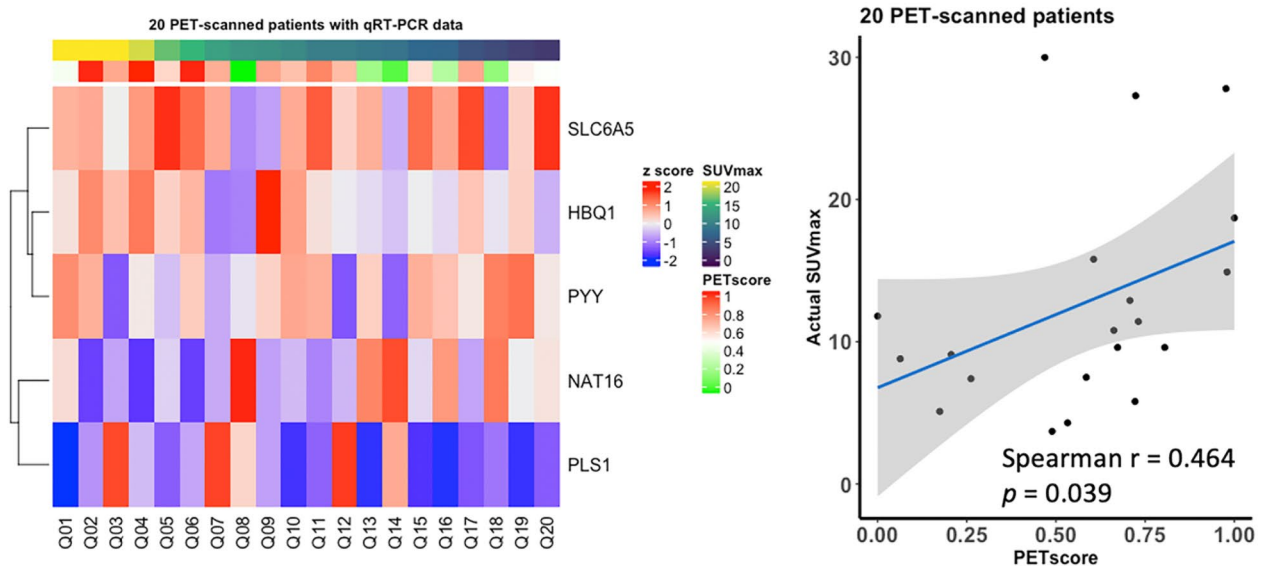 20 PET-scanned patients with qRT-PCR data
SLC6A5
HBQ1
PYY
NAT16
PLS1
Q01 Q02 Q03 Q04 Q05 Q06 Q07 Q08 Q09 Q10 Q11 Q12 Q13 Q14 Q15 Q16 Q17 Q18 Q19 Q20
z score
2
1
0
-1
-2
SUVmax
20
15
10
5
0
PETscore
1
0.8
0.6
0.4
0.2
0
20 PET-scanned patients
Actual SUVmax
30
20
10
0
Spearman r = 0.464
p = 0.039
0.00 0.25 0.50 0.75 1.00
PETscore